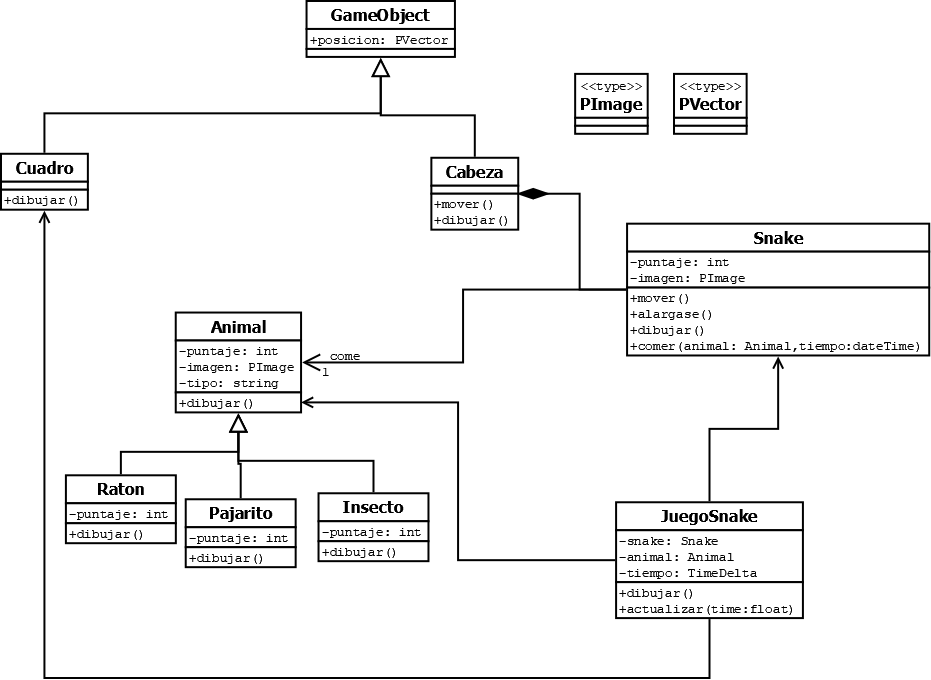 GameObject
+posicion: PVector
<<type>>
PImage
<<type>>
PVector
Cuadro
+dibujar()
Cabeza
+mover()
+dibujar()
Snake
-puntaje: int
-imagen: PImage
+mover()
+alargase()
+dibujar()
+comer(animal: Animal,tiempo:dateTime)
Animal
-puntaje: int
-imagen: PImage
-tipo: string
+dibujar()
come
1
Raton
-puntaje: int
+dibujar()
Pajarito
-puntaje: int
+dibujar()
Insecto
-puntaje: int
+dibujar()
JuegoSnake
-snake: Snake
-animal: Animal
-tiempo: TimeDelta
+dibujar()
+actualizar(time:float)